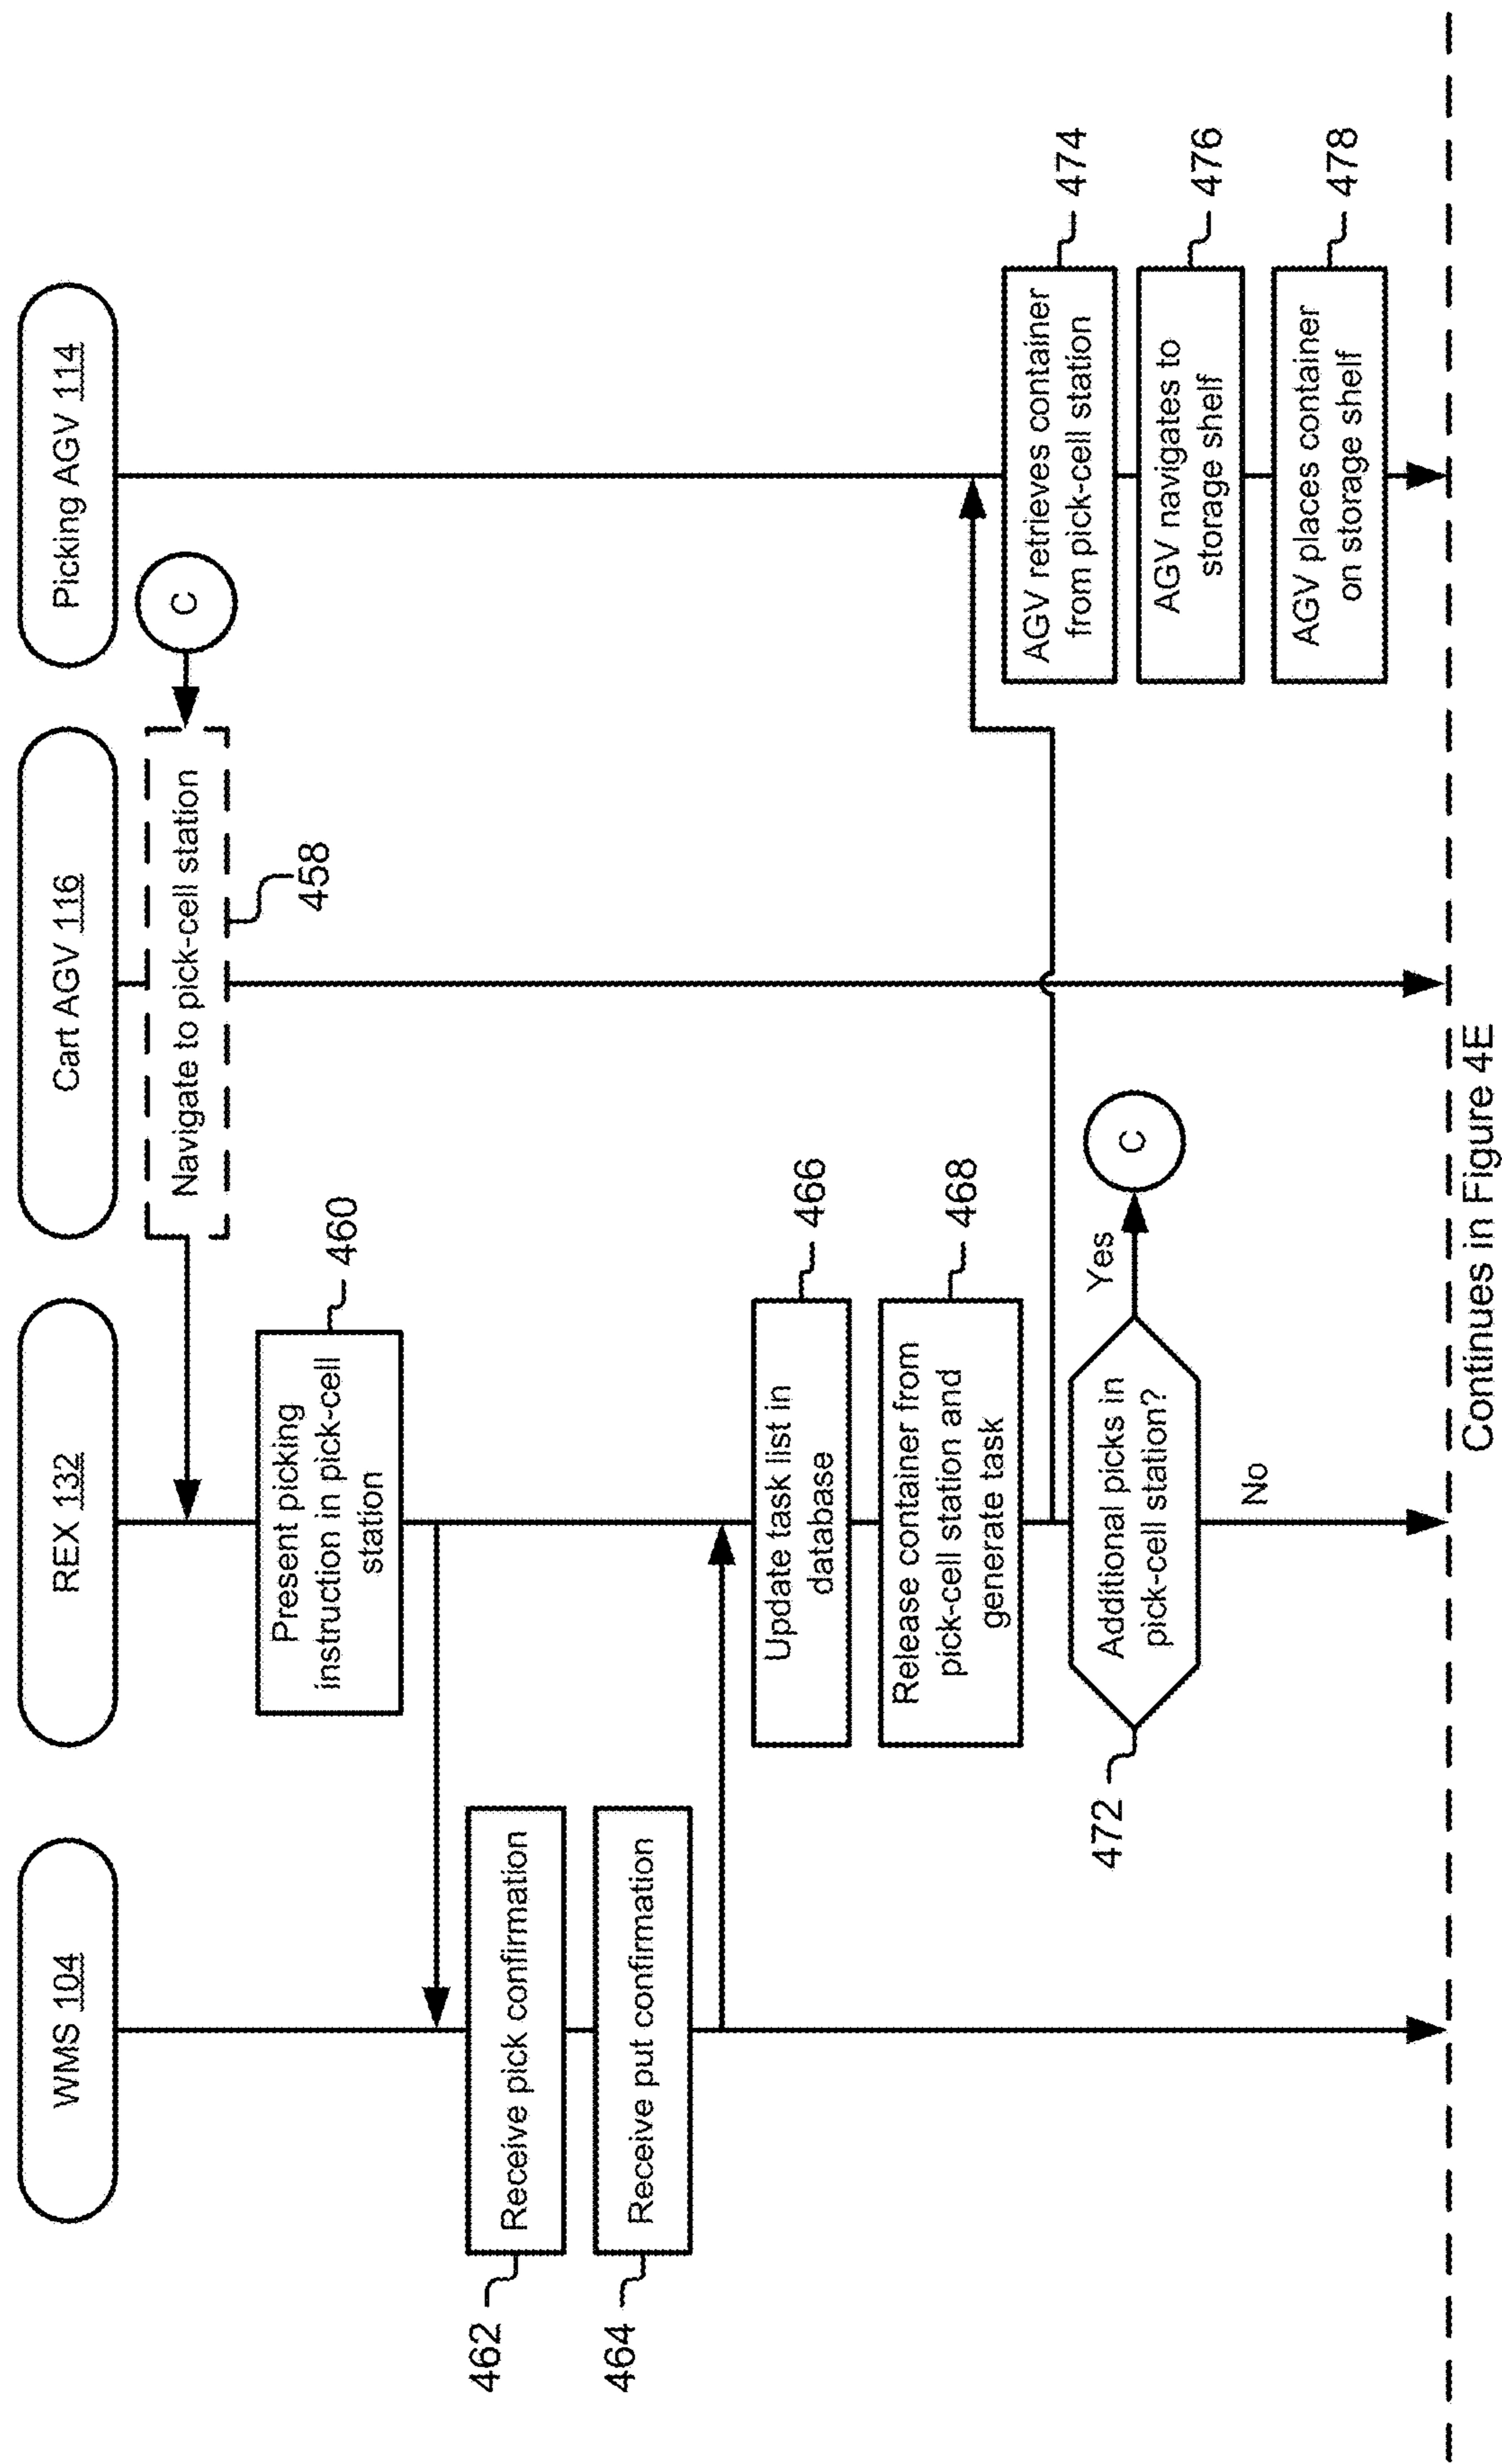 WMS 104
REX 132
Cart AGV 116
Picking AGV 114
C
Navigate to pick-cell station
458
Present picking
instruction in pick-cell
station
460
462
Receive pick confirmation
464
Receive put confirmation
Update task list in
database
466
Release container from
pick-cell station and
generate task
468
AGV retrieves container
from pick-cell station
474
472
Additional picks in
pick-cell station?
Yes
C
No
AGV navigates to
storage shelf
476
AGV places container
on storage shelf
478
Continues in Figure 4E